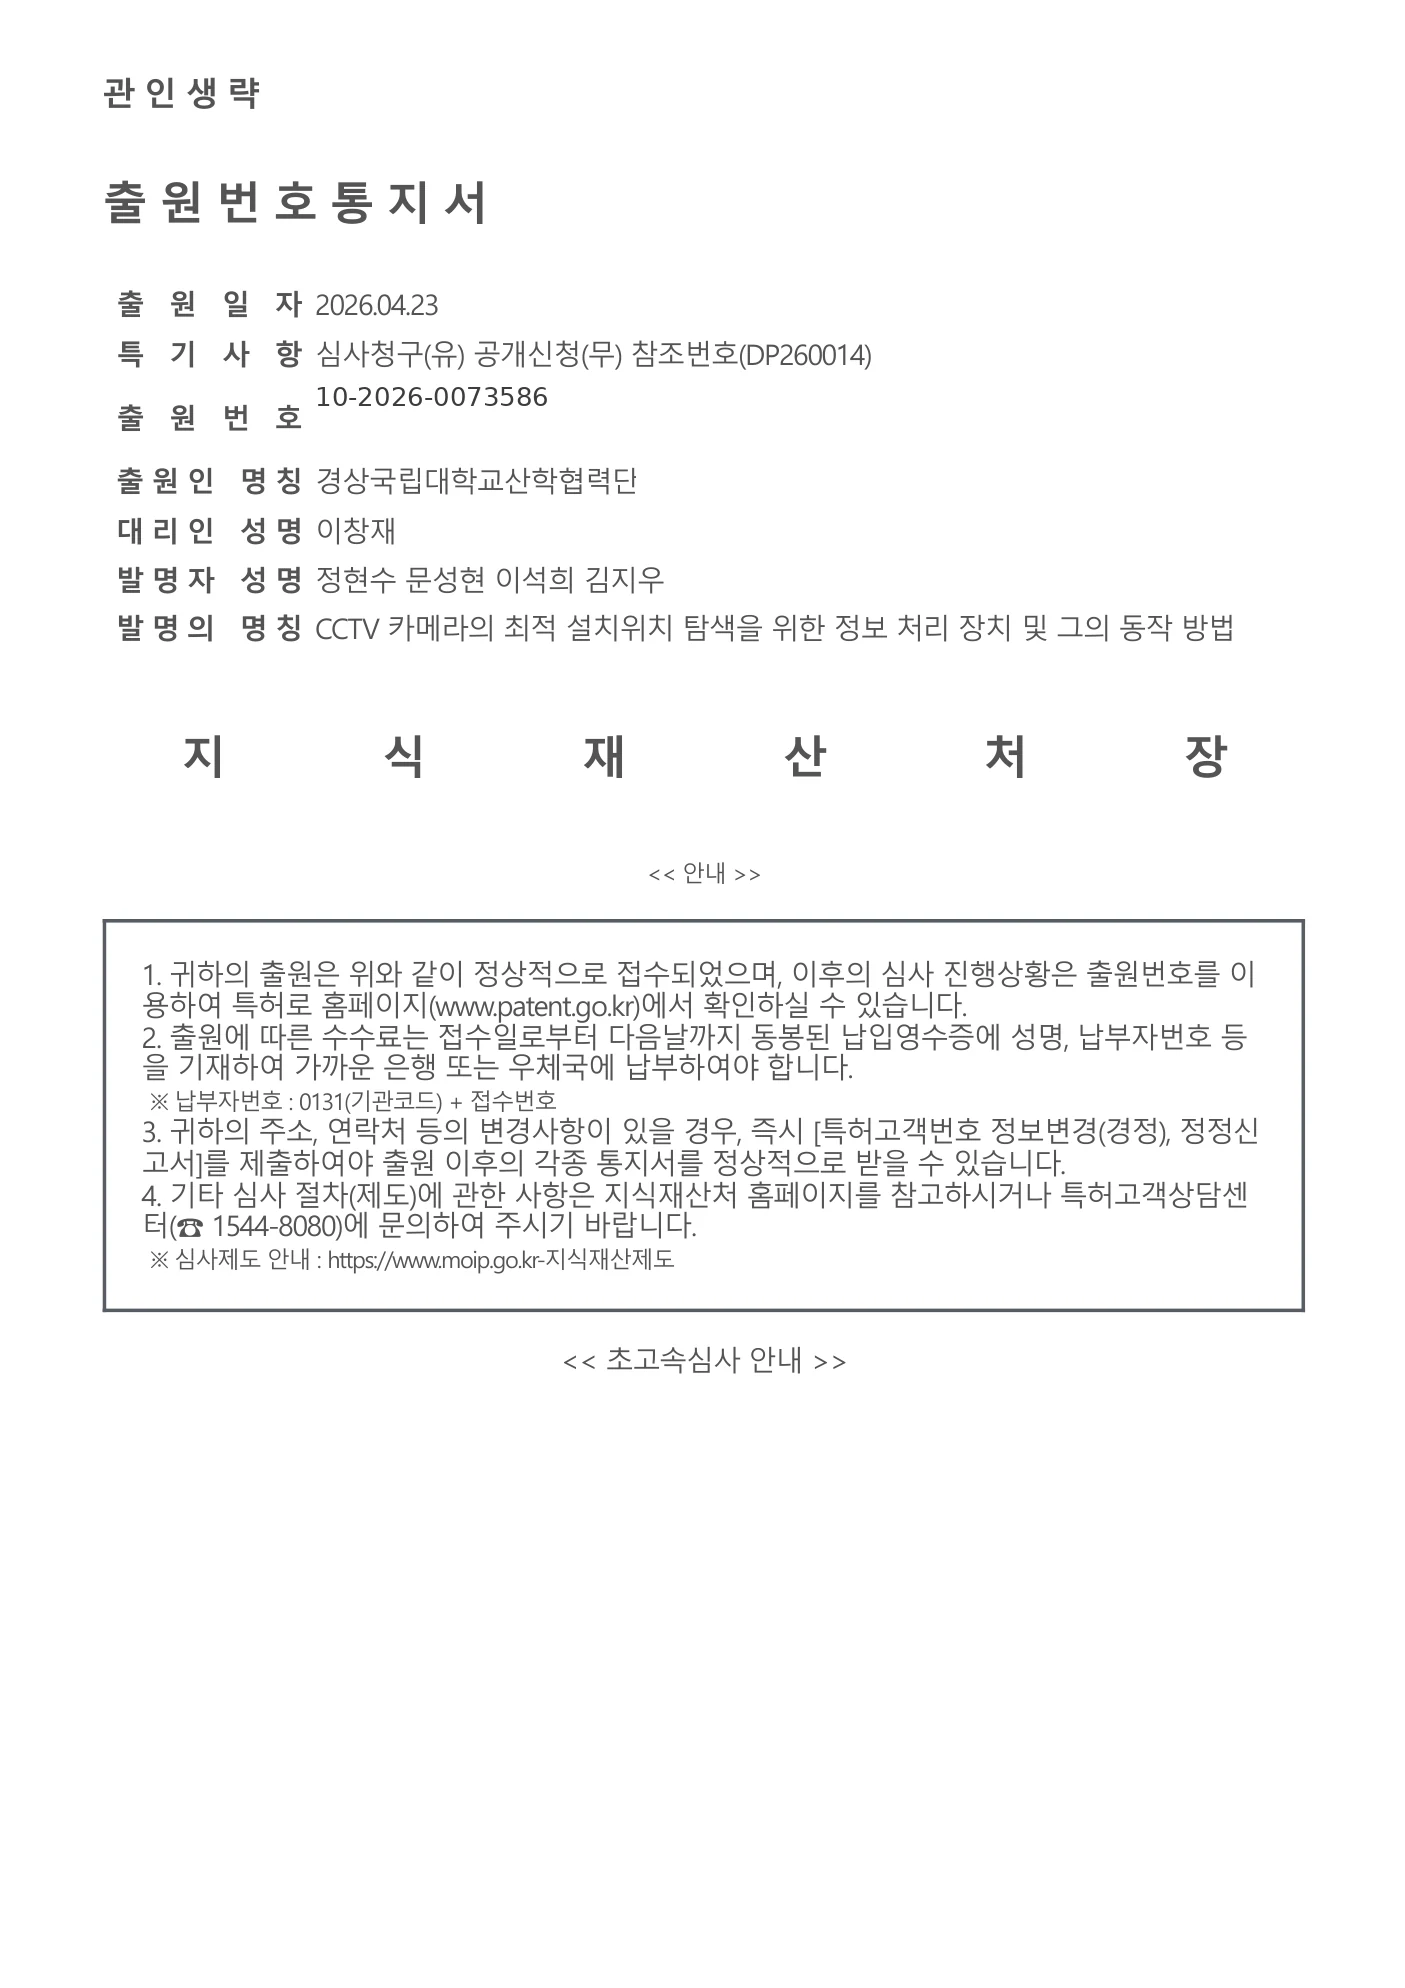 관 인 생 략
출 원 번 호 통 지 서
출 원 일 자 2026.04.23
특 기 사 항 심사청구(유) 공개신청(무) 참조번호(DP260014)
출 원 번 호 10-2026-0073586
출 원 인 명 칭 경상국립대학교산학협력단
대 리 인 성 명 이창재
발 명 자 성 명 정현수 문성현 이석희 김지우
발 명 의 명 칭 CCTV 카메라의 최적 설치위치 탐색을 위한 정보 처리 장치 및 그의 동작 방법
지 식 재 산 처 장
<< 안내 >>
1. 귀하의 출원은 위와 같이 정상적으로 접수되었으며, 이후의 심사 진행상황은 출원번호를 이
용하여 특허로 홈페이지(www.patent.go.kr)에서 확인하실 수 있습니다.
2. 출원에 따른 수수료는 접수일로부터 다음날까지 동봉된 납입영수증에 성명, 납부자번호 등
을 기재하여 가까운 은행 또는 우체국에 납부하여야 합니다.
※ 납부자번호 : 0131(기관코드) + 접수번호
3. 귀하의 주소, 연락처 등의 변경사항이 있을 경우, 즉시 [특허고객번호 정보변경(경정), 정정신
고서]를 제출하여야 출원 이후의 각종 통지서를 정상적으로 받을 수 있습니다.
4. 기타 심사 절차(제도)에 관한 사항은 지식재산처 홈페이지를 참고하시거나 특허고객상담센
터(☎ 1544-8080)에 문의하여 주시기 바랍니다.
※ 심사제도 안내 : https://www.moip.go.kr-지식재산제도
<< 초고속심사 안내 >>